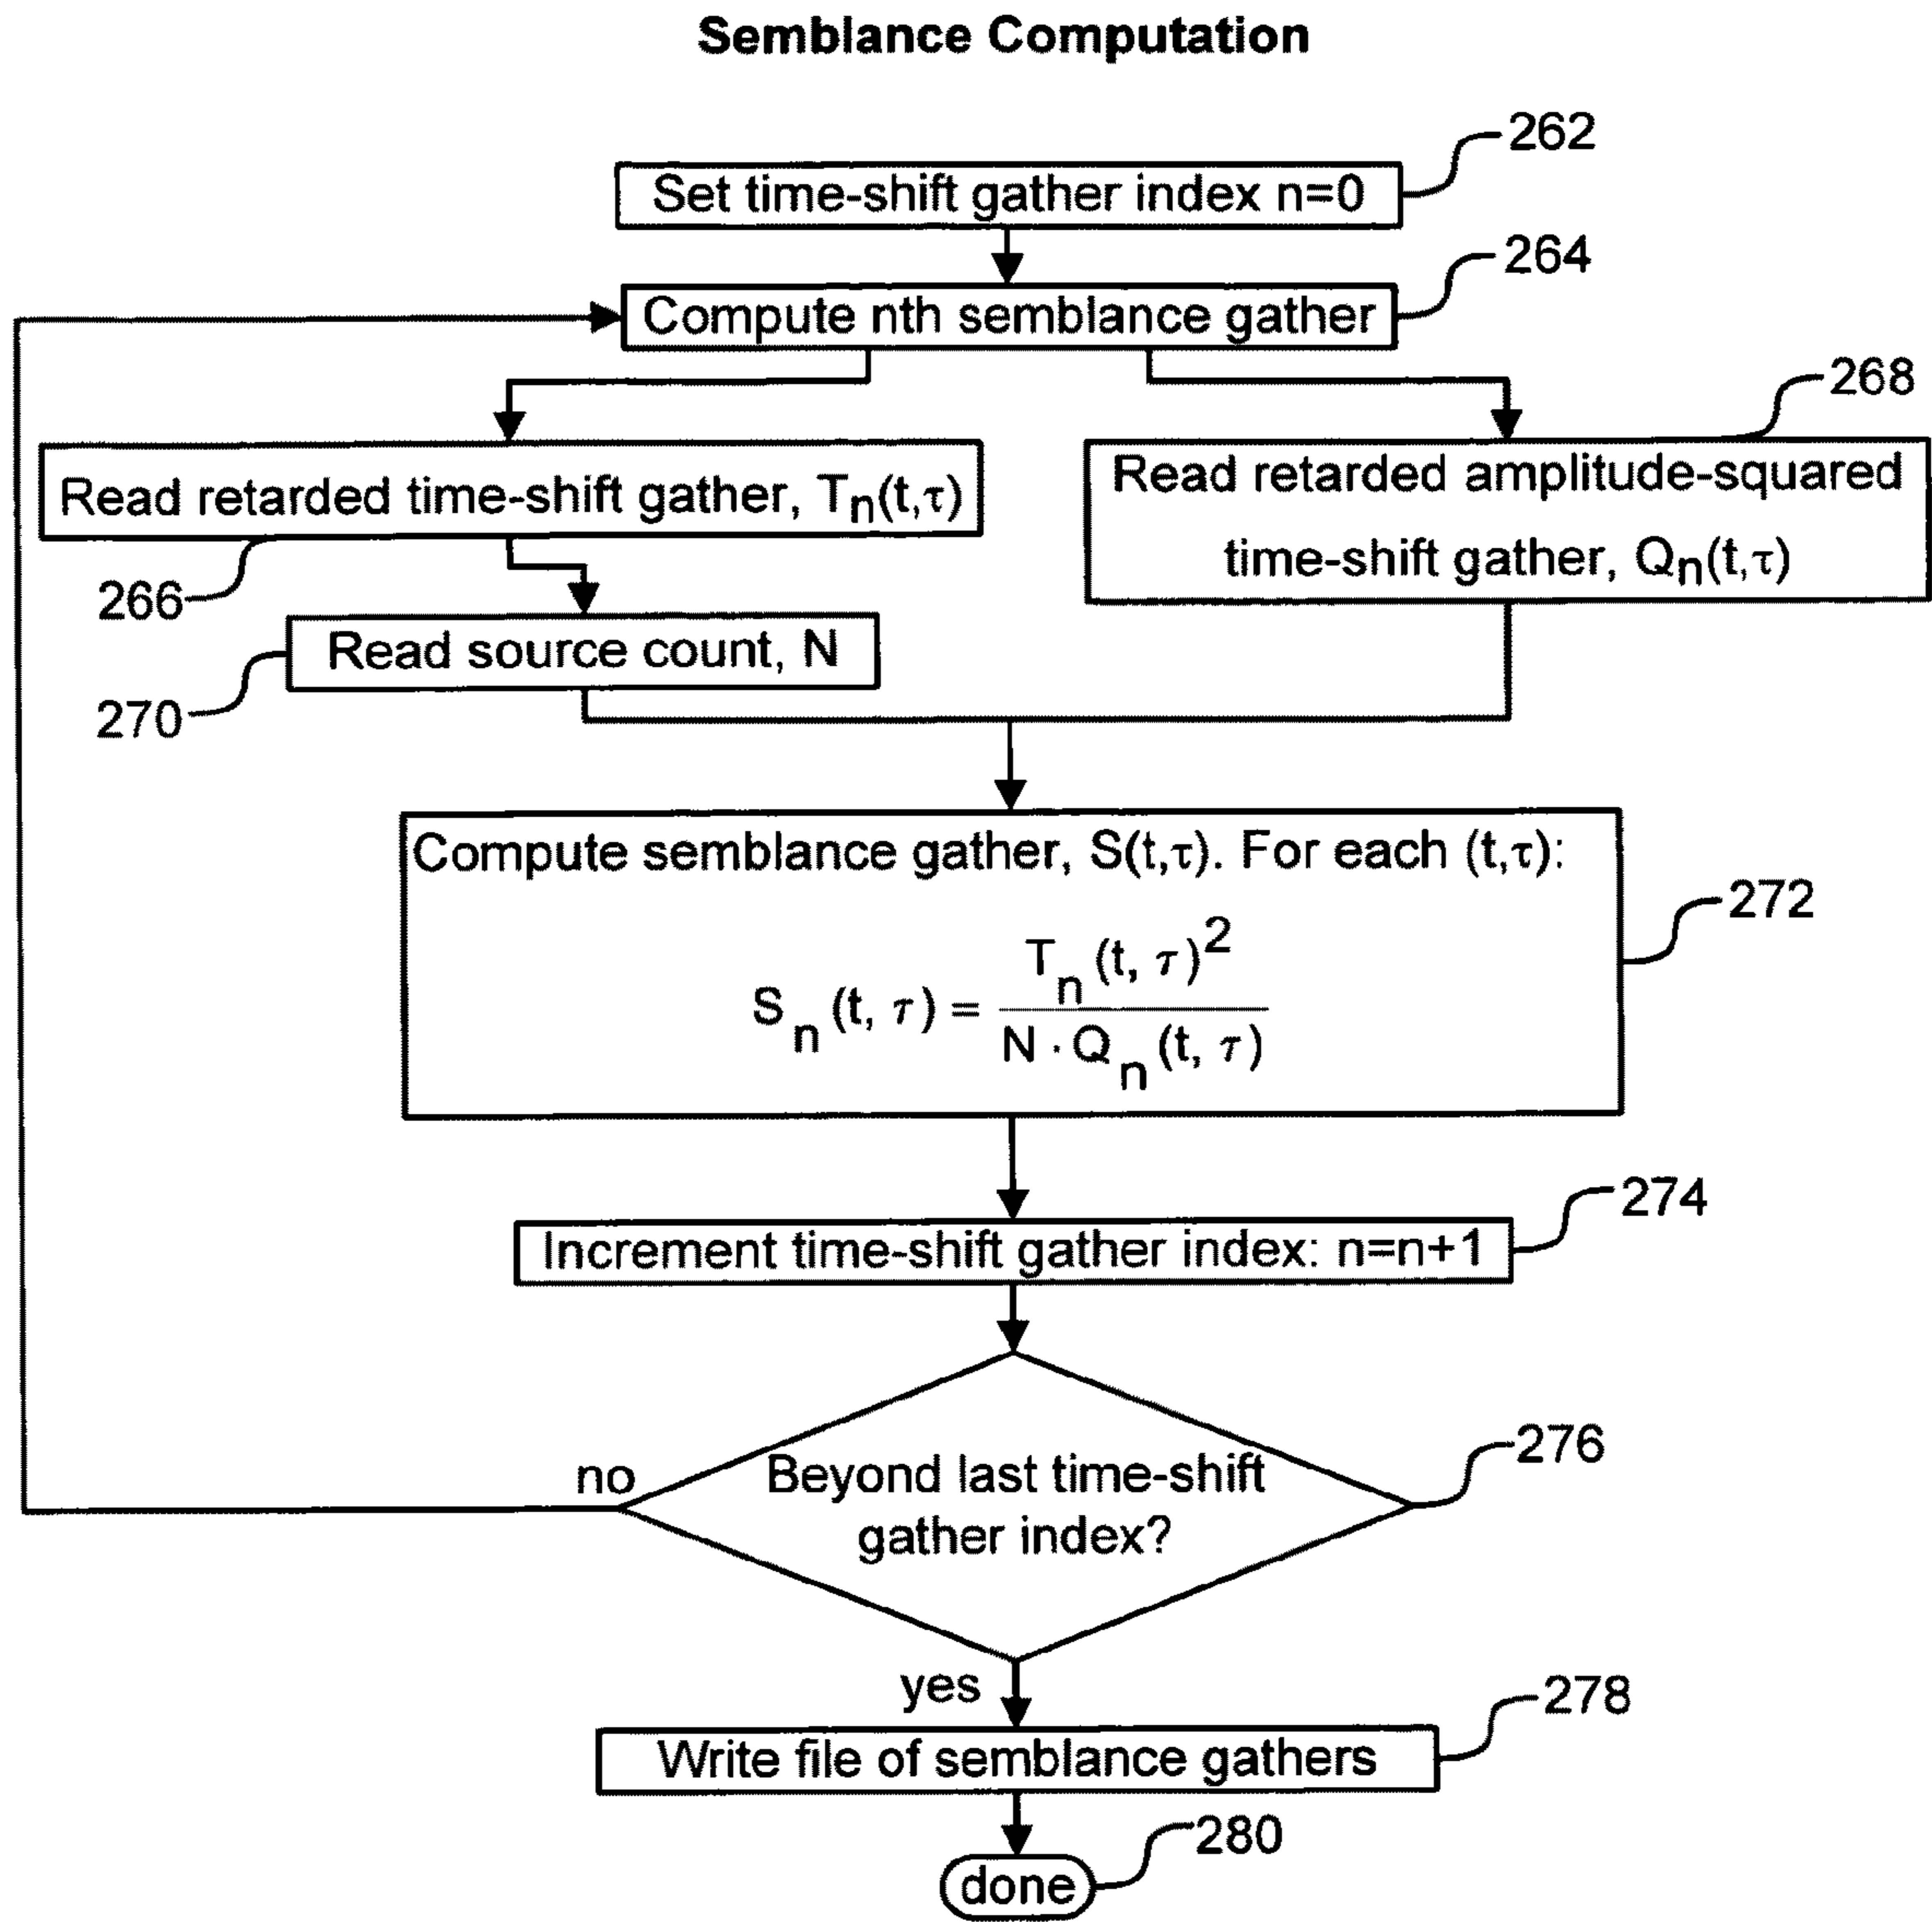 Semblance Computation
262
Set time-shift gather index n=0
264
Compute nth semblance gather
268
Read retarded time-shift gather, Tn(t,τ)
Read retarded amplitude-squared
time-shift gather, Qn(t,τ)
266
Read source count, N
270
Compute semblance gather, S(t,τ). For each (t,τ):
272
S n (t, τ) = T n (t, τ)² / N · Q n (t, τ)
274
Increment time-shift gather index: n=n+1
276
no
Beyond last time-shift
gather index?
yes
278
Write file of semblance gathers
280
done